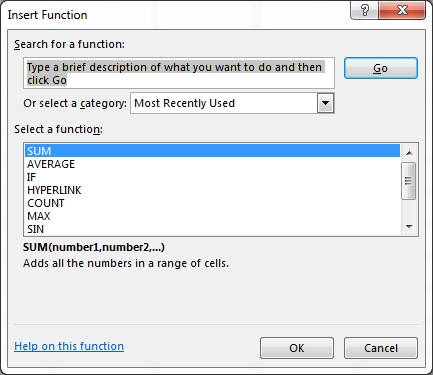 Insert Function
Search for a function:
Type a brief description of what you want to do and then
click Go
Go
Or select a category:
Most Recently Used
Select a function:
SUM
AVERAGE
IF
HYPERLINK
COUNT
MAX
SIN
SUM(number1,number2,...)
Adds all the numbers in a range of cells.
Help on this function
OK
Cancel